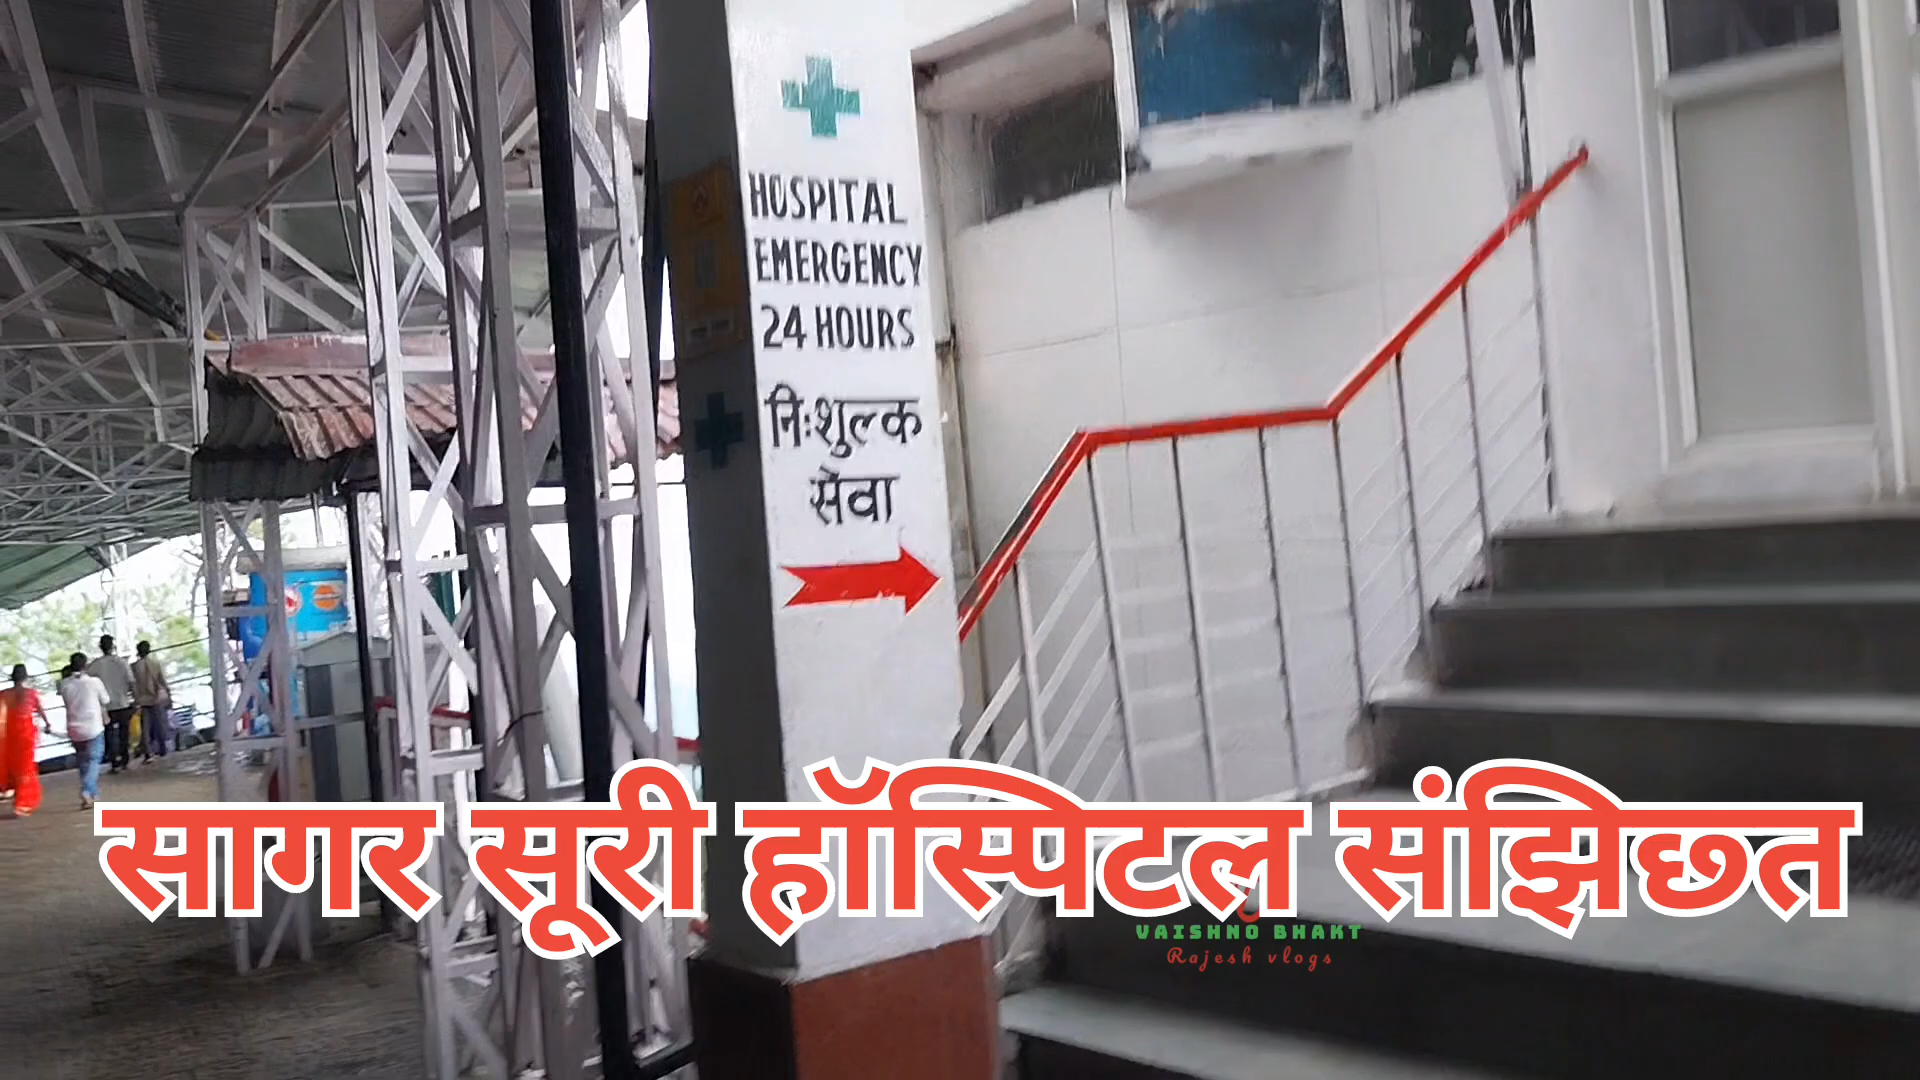 HOSPITAL
EMERGENCY
24 HOURS
निःशुल्क
सेवा
सागर सूरी हॉस्पिटल संझिछत
VAISHNO BHAKT
Rajesh vlogs